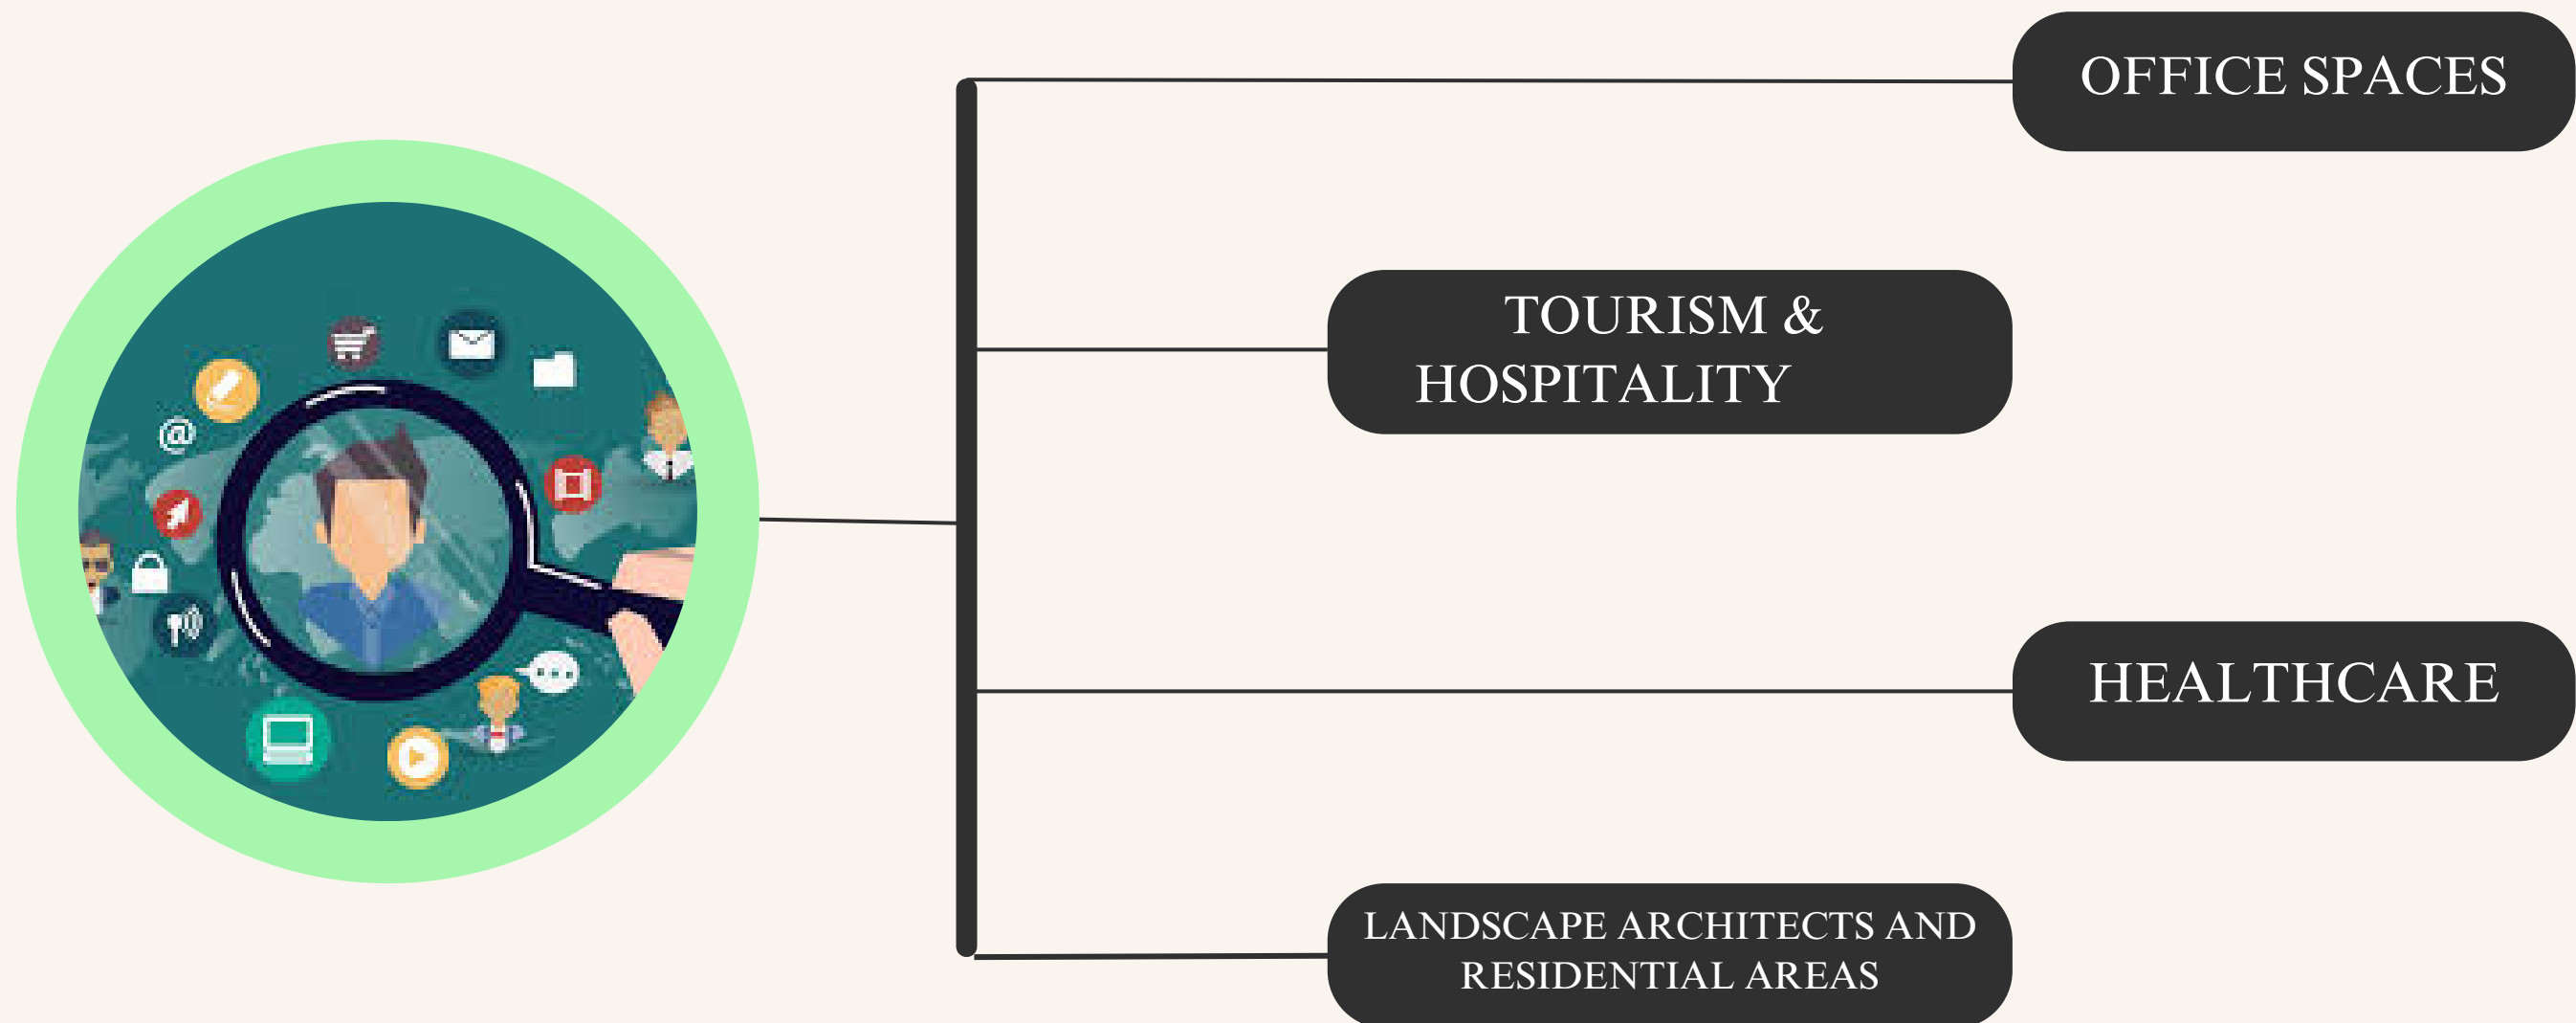 OFFICE SPACES
TOURISM &
HOSPITALITY
@
HEALTHCARE
LANDSCAPE ARCHITECTS AND
RESIDENTIAL AREAS